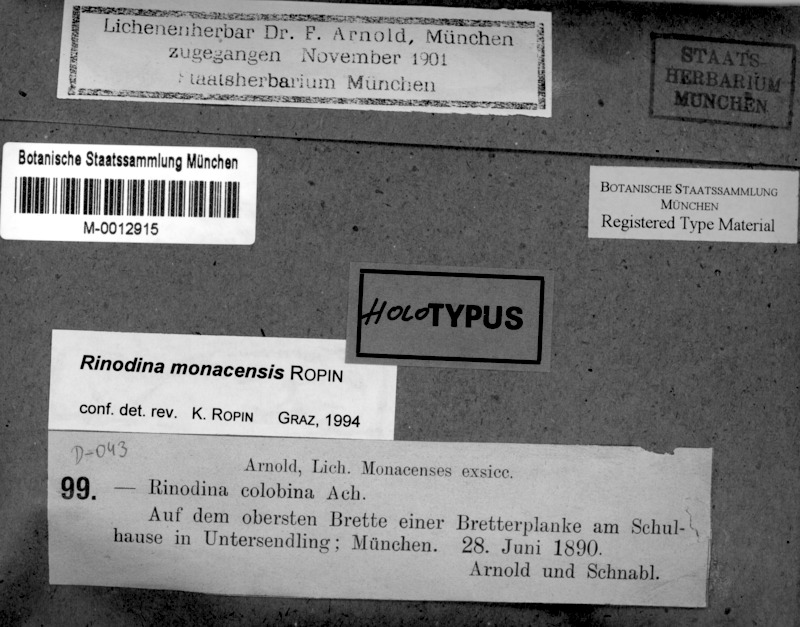 Lichenenherbar Dr. F. Arnold, München
zugegangen November 1901
Staatsherbarium München
STAATS-
HERBARIUM
MÜNCHEN
Botanische Staatssammlung München
M-0012915
BOTANISCHE STAATSSAMMLUNG
MÜNCHEN
Registered Type Material
HOLOTYPUS
Rinodina monacensis ROPIN
conf. det. rev. K. ROPIN GRAZ, 1994
D-043
Arnold, Lich. Monacenses exsicc.
99. — Rinodina colobina Ach.
Auf dem obersten Brette einer Bretterplanke am Schul-
hause in Untersendling; München. 28. Juni 1890.
Arnold und Schnabl.